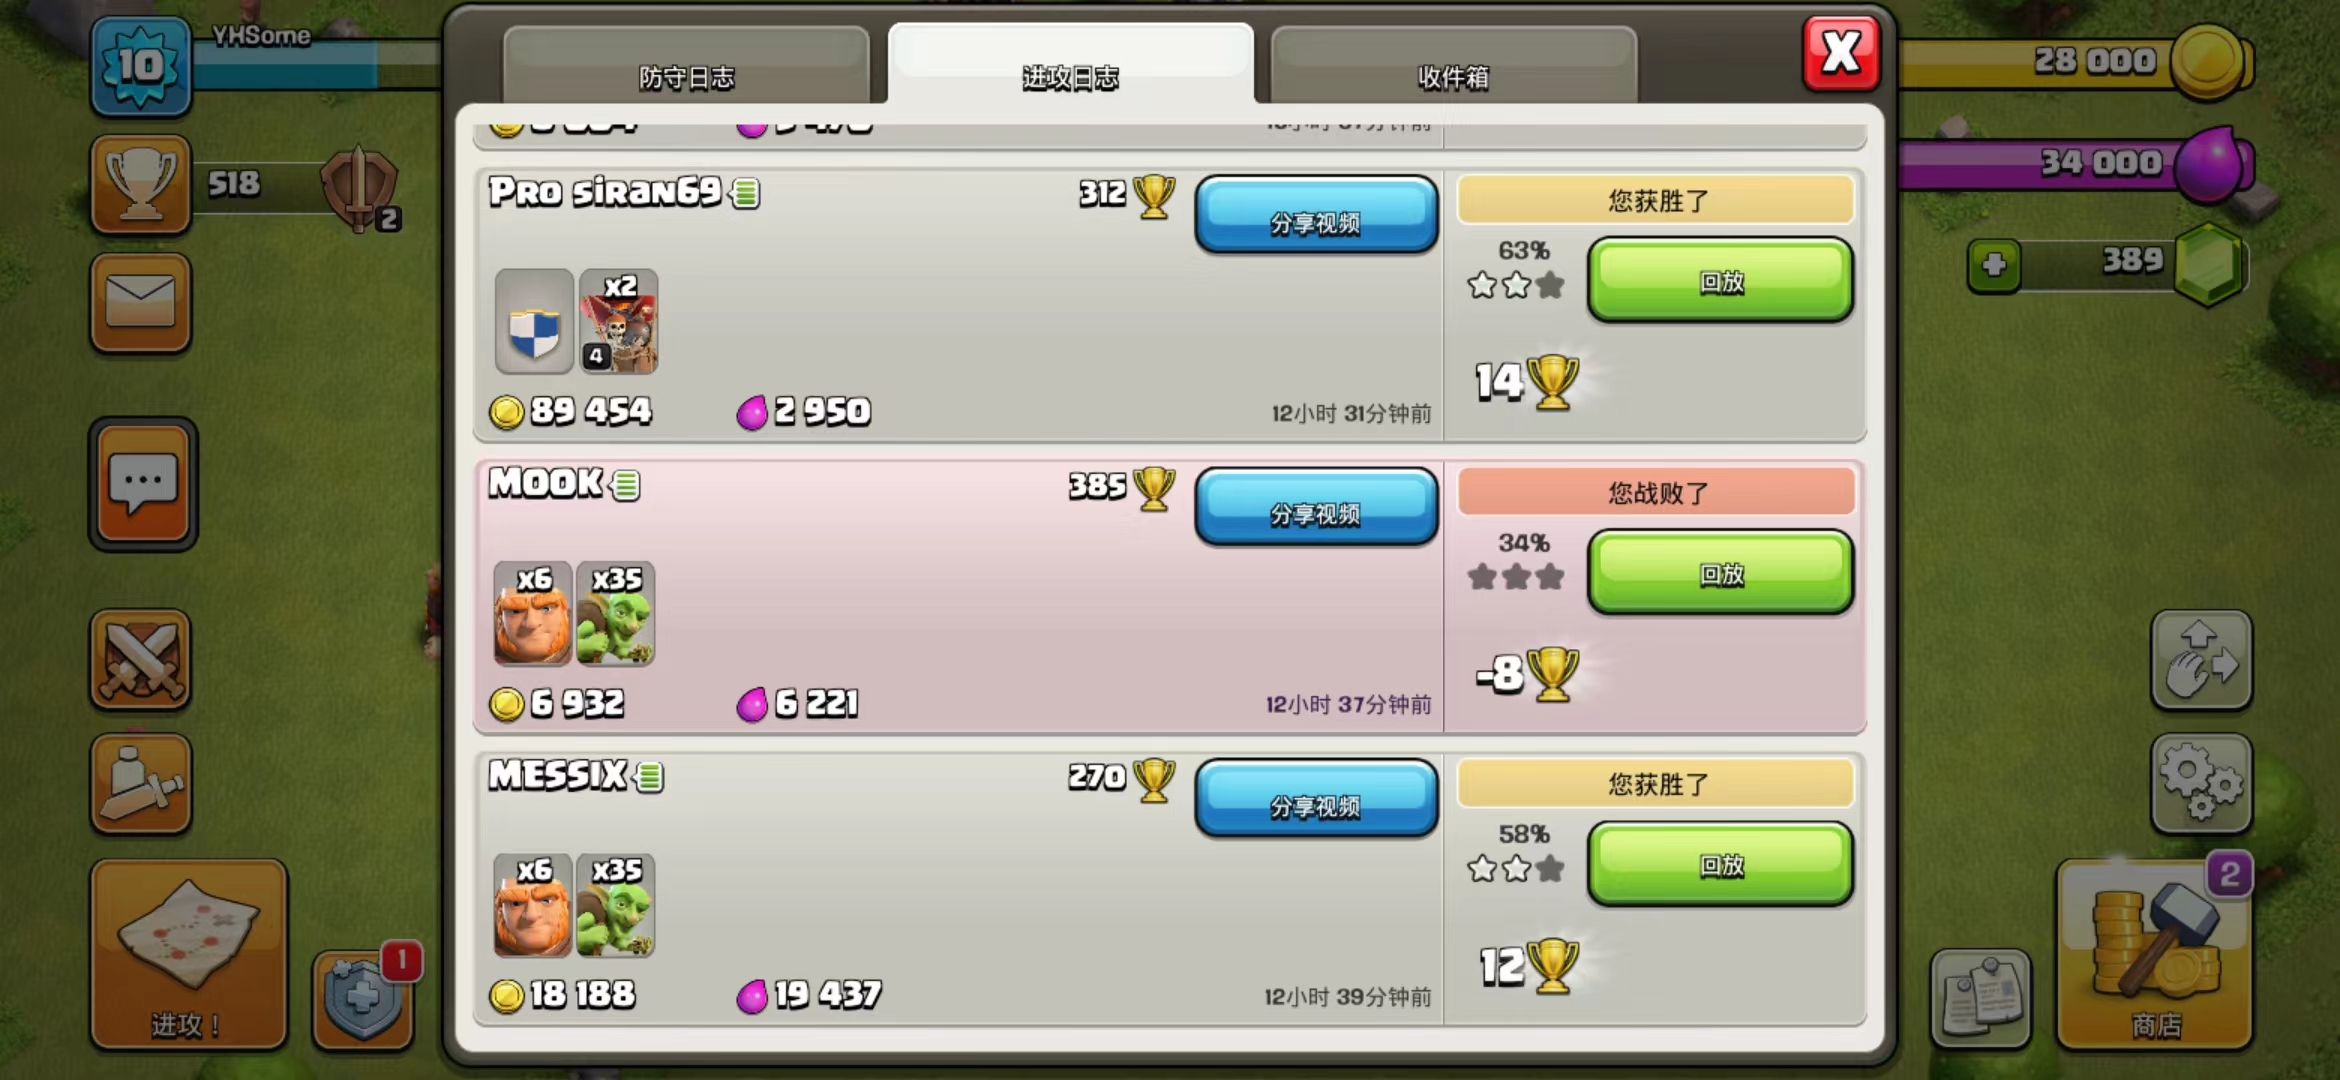 10
YHSome
防守日志
进攻日志
收件箱
X
28 000
518
2
34 000
389
Pro siran69
312
分享视频
您获胜了
63%
回放
x2
4
14
89 454
2 950
12小时 31分钟前
MOOK
385
分享视频
您战败了
34%
回放
x6
x35
-8
6 932
6 221
12小时 37分钟前
MESSIX
270
分享视频
您获胜了
58%
回放
x6
x35
12
18 188
19 437
12小时 39分钟前
进攻！
1
2
商店